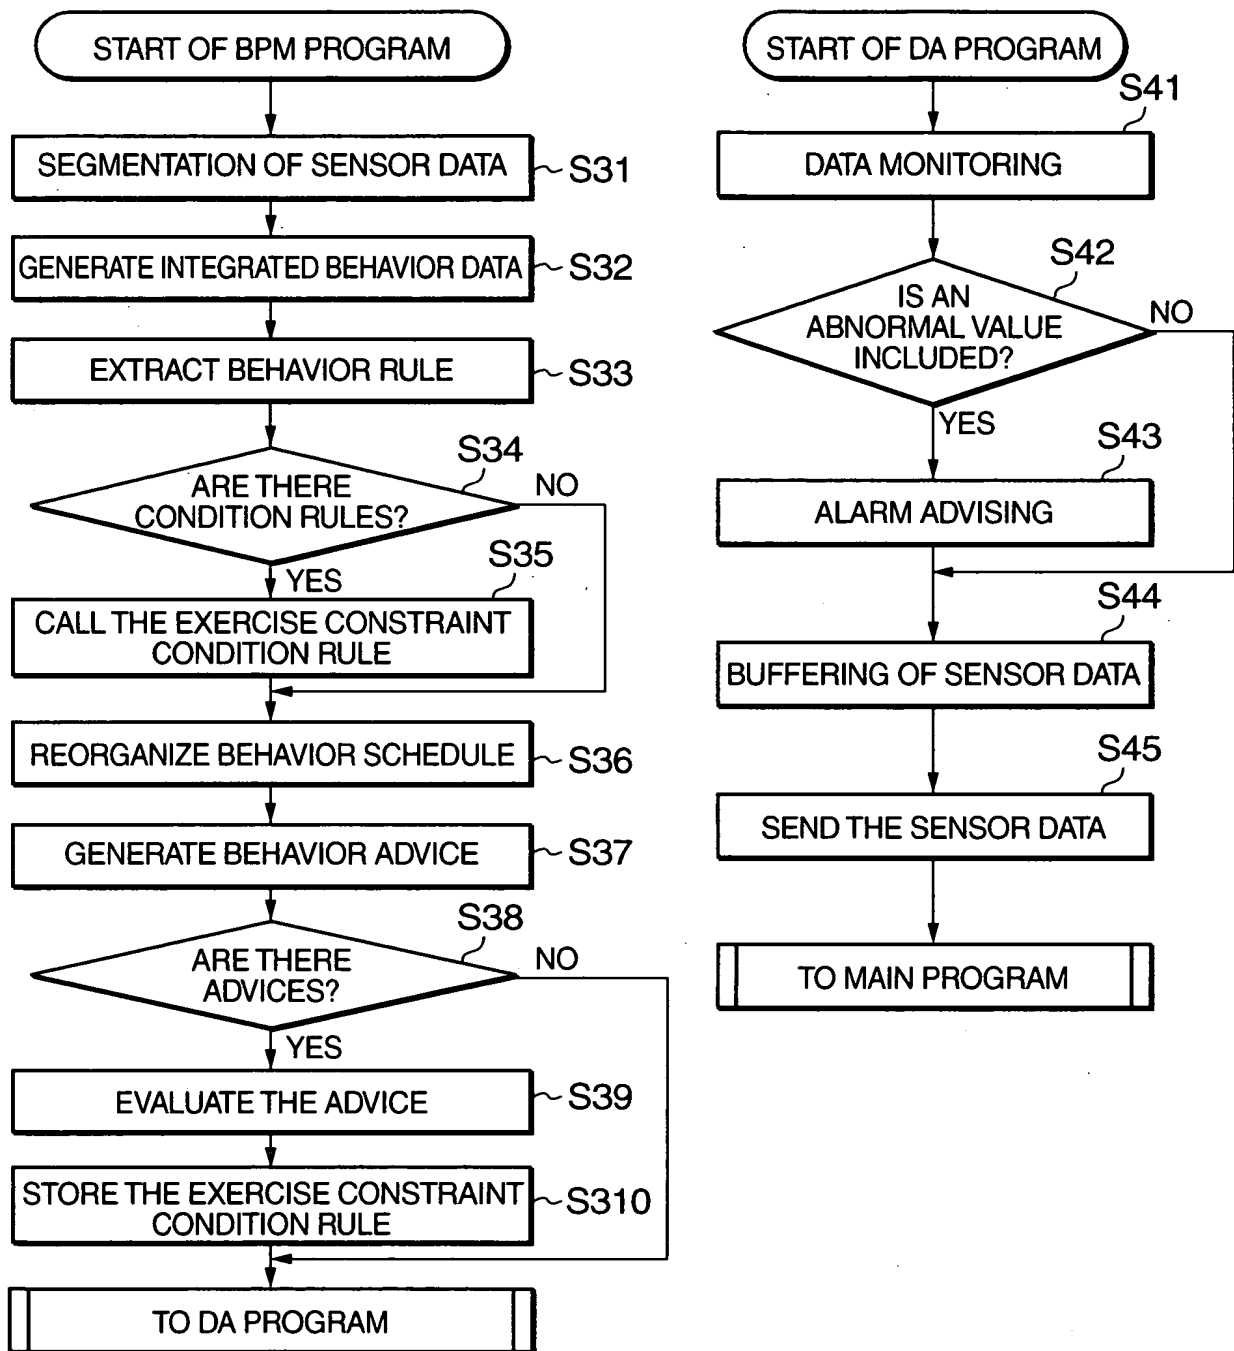 START OF BPM PROGRAM
SEGMENTATION OF SENSOR DATA
S31
GENERATE INTEGRATED BEHAVIOR DATA
S32
EXTRACT BEHAVIOR RULE
S33
S34
ARE THERE
CONDITION RULES?
NO
YES
S35
CALL THE EXERCISE CONSTRAINT
CONDITION RULE
REORGANIZE BEHAVIOR SCHEDULE
S36
GENERATE BEHAVIOR ADVICE
S37
S38
ARE THERE
ADVICES?
NO
YES
EVALUATE THE ADVICE
S39
STORE THE EXERCISE CONSTRAINT
CONDITION RULE
S310
TO DA PROGRAM
START OF DA PROGRAM
S41
DATA MONITORING
S42
IS AN
ABNORMAL VALUE
INCLUDED?
NO
YES
S43
ALARM ADVISING
S44
BUFFERING OF SENSOR DATA
S45
SEND THE SENSOR DATA
TO MAIN PROGRAM